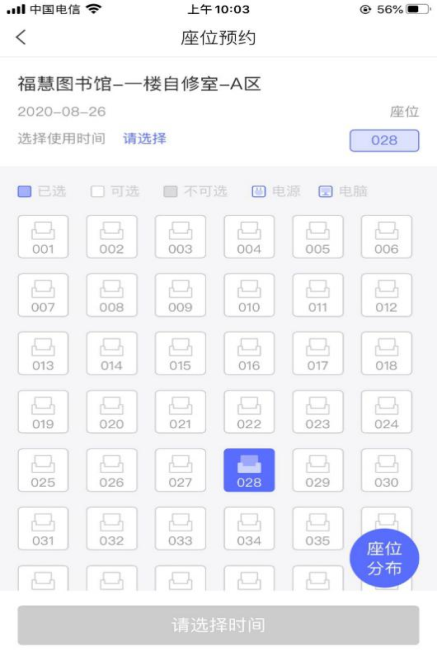 中国电信 上午10:03 56%
座位预约
福慧图书馆-一楼自修室-A区
2020-08-26 座位
选择使用时间 请选择 028
已选 可选 不可选 电源 电脑
001 002 003 004 005 006
007 008 009 010 011 012
013 014 015 016 017 018
019 020 021 022 023 024
025 026 027 028 029 030
031 032 033 034 035
座位
分布
请选择时间